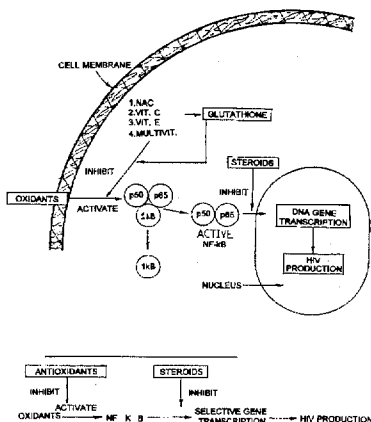 CELL MEMBRANE
1.NAC
2.VIT. C
3.VIT. E
4.MULTIVIT.
GLUTATHIONE
STEROIDS
INHIBIT
INHIBIT
OXIDANTS
ACTIVATE
p50 p65
IkB
p50 p65
ACTIVE
NF-kB
DNA GENE
TRANSCRIPTION
IkB
HIV
PRODUCTION
NUCLEUS
ANTIOXIDANTS
STEROIDS
INHIBIT
INHIBIT
ACTIVATE
OXIDANTS NF K B SELECTIVE GENE
TRANSCRIPTION HIV PRODUCTION